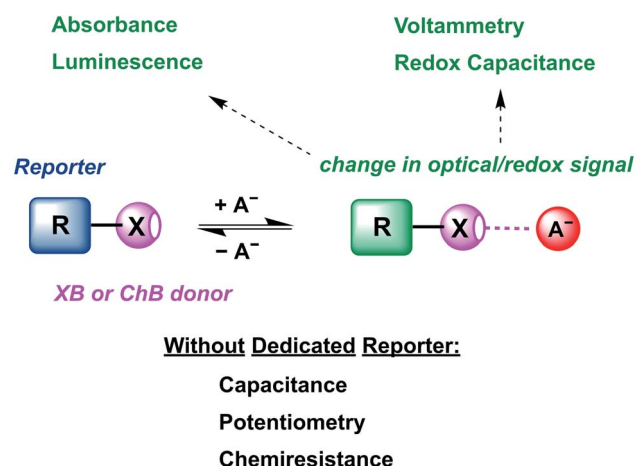 Absorbance
Luminescence
Voltammetry
Redox Capacitance
Reporter
change in optical/redox signal
R
X
+ A⁻
− A⁻
R
X
A⁻
XB or ChB donor
Without Dedicated Reporter:
Capacitance
Potentiometry
Chemiresistance